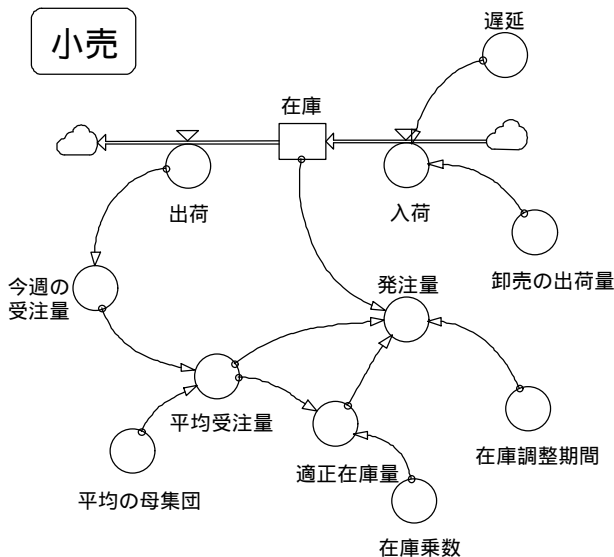 小売
遅延
在庫
出荷
入荷
卸売の出荷量
今週の
受注量
発注量
平均受注量
適正在庫量
在庫調整期間
平均の母集団
在庫乗数